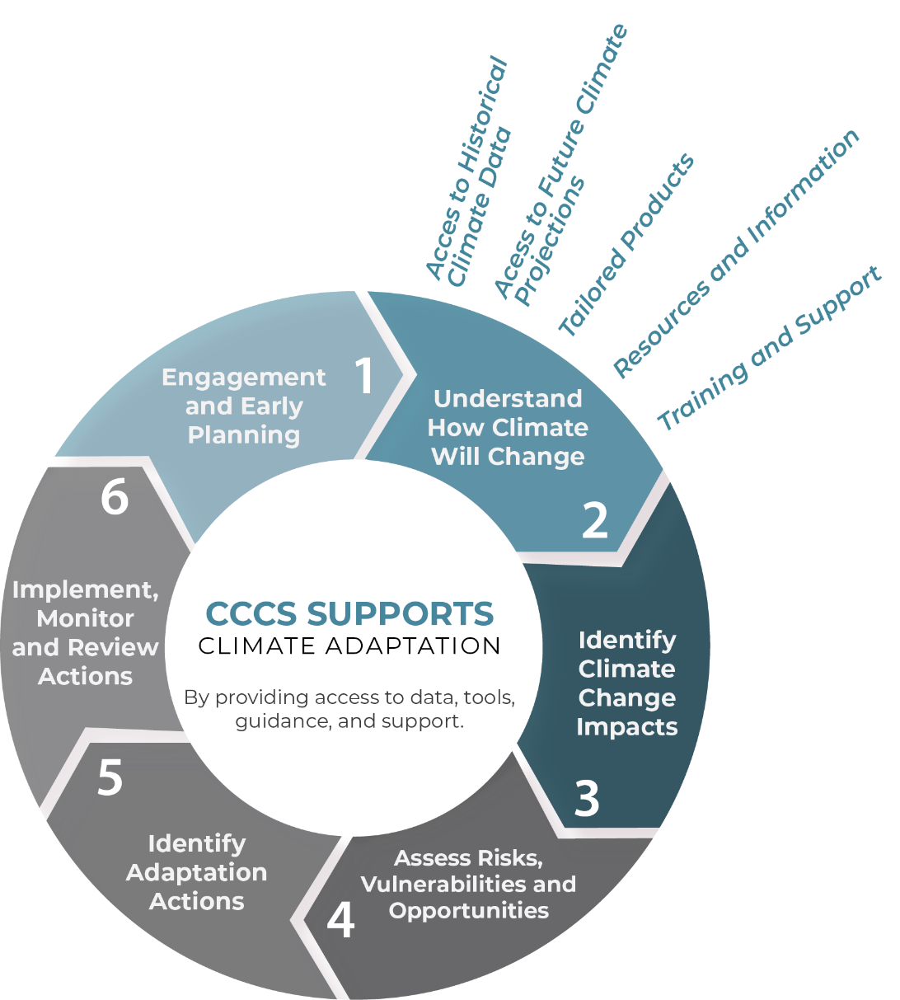 Acces to Historical
Climate Data
Acess to Future Climate
Projections
Tailored Products
Resources and Information
Training and Support
1
Engagement
and Early
Planning
Understand
How Climate
Will Change
2
Identify
Climate
Change
Impacts
3
Assess Risks,
Vulnerabilities and
Opportunities
4
5
Identify
Adaptation
Actions
6
Implement,
Monitor
and Review
Actions
CCCS SUPPORTS
CLIMATE ADAPTATION
By providing access to data, tools,
guidance, and support.